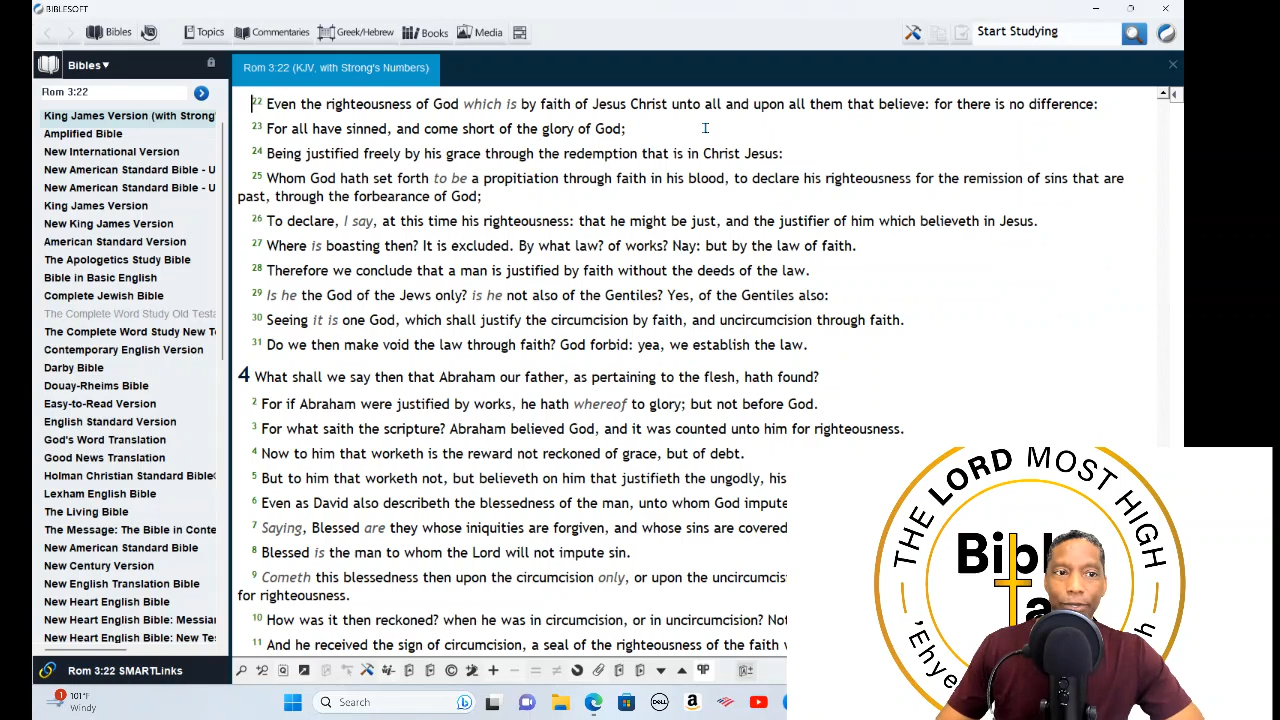 BIBLESOFT
Bibles
Topics
Commentaries
Greek/Hebrew
Books
Media
Start Studying
Bibles▾
Rom 3:22 (KJV, with Strong's Numbers)
Rom 3:22
King James Version (with Strong'
Amplified Bible
New International Version
New American Standard Bible - U
New American Standard Bible - U
King James Version
New King James Version
American Standard Version
The Apologetics Study Bible
Bible in Basic English
Complete Jewish Bible
The Complete Word Study Old Testa
The Complete Word Study New T
Contemporary English Version
Darby Bible
Douay-Rheims Bible
Easy-to-Read Version
English Standard Version
God's Word Translation
Good News Translation
Holman Christian Standard Bible
Lexham English Bible
The Living Bible
The Message: The Bible in Conte
New American Standard Bible
New Century Version
New English Translation Bible
New Heart English Bible
New Heart English Bible: Messia
New Heart English Bible: New Te
Rom 3:22 SMARTLinks
22 Even the righteousness of God which is by faith of Jesus Christ unto all and upon all them that believe: for there is no difference:
23 For all have sinned, and come short of the glory of God;
24 Being justified freely by his grace through the redemption that is in Christ Jesus:
25 Whom God hath set forth to be a propitiation through faith in his blood, to declare his righteousness for the remission of sins that are
past, through the forbearance of God;
26 To declare, I say, at this time his righteousness: that he might be just, and the justifier of him which believeth in Jesus.
27 Where is boasting then? It is excluded. By what law? of works? Nay: but by the law of faith.
28 Therefore we conclude that a man is justified by faith without the deeds of the law.
29 Is he the God of the Jews only? is he not also of the Gentiles? Yes, of the Gentiles also:
30 Seeing it is one God, which shall justify the circumcision by faith, and uncircumcision through faith.
31 Do we then make void the law through faith? God forbid: yea, we establish the law.
4 What shall we say then that Abraham our father, as pertaining to the flesh, hath found?
2 For if Abraham were justified by works, he hath whereof to glory; but not before God.
3 For what saith the scripture? Abraham believed God, and it was counted unto him for righteousness.
4 Now to him that worketh is the reward not reckoned of grace, but of debt.
5 But to him that worketh not, but believeth on him that justifieth the ungodly, his
6 Even as David also describeth the blessedness of the man, unto whom God impute
7 Saying, Blessed are they whose iniquities are forgiven, and whose sins are covered
8 Blessed is the man to whom the Lord will not impute sin.
9 Cometh this blessedness then upon the circumcision only, or upon the uncircumcis
for righteousness.
10 How was it then reckoned? when he was in circumcision, or in uncircumcision? Not
11 And he received the sign of circumcision, a seal of the righteousness of the faith
THE LORD MOST HIGH
Bibl
Ta
'Ehye
y
1
101°F
Windy
Search
DELL
a